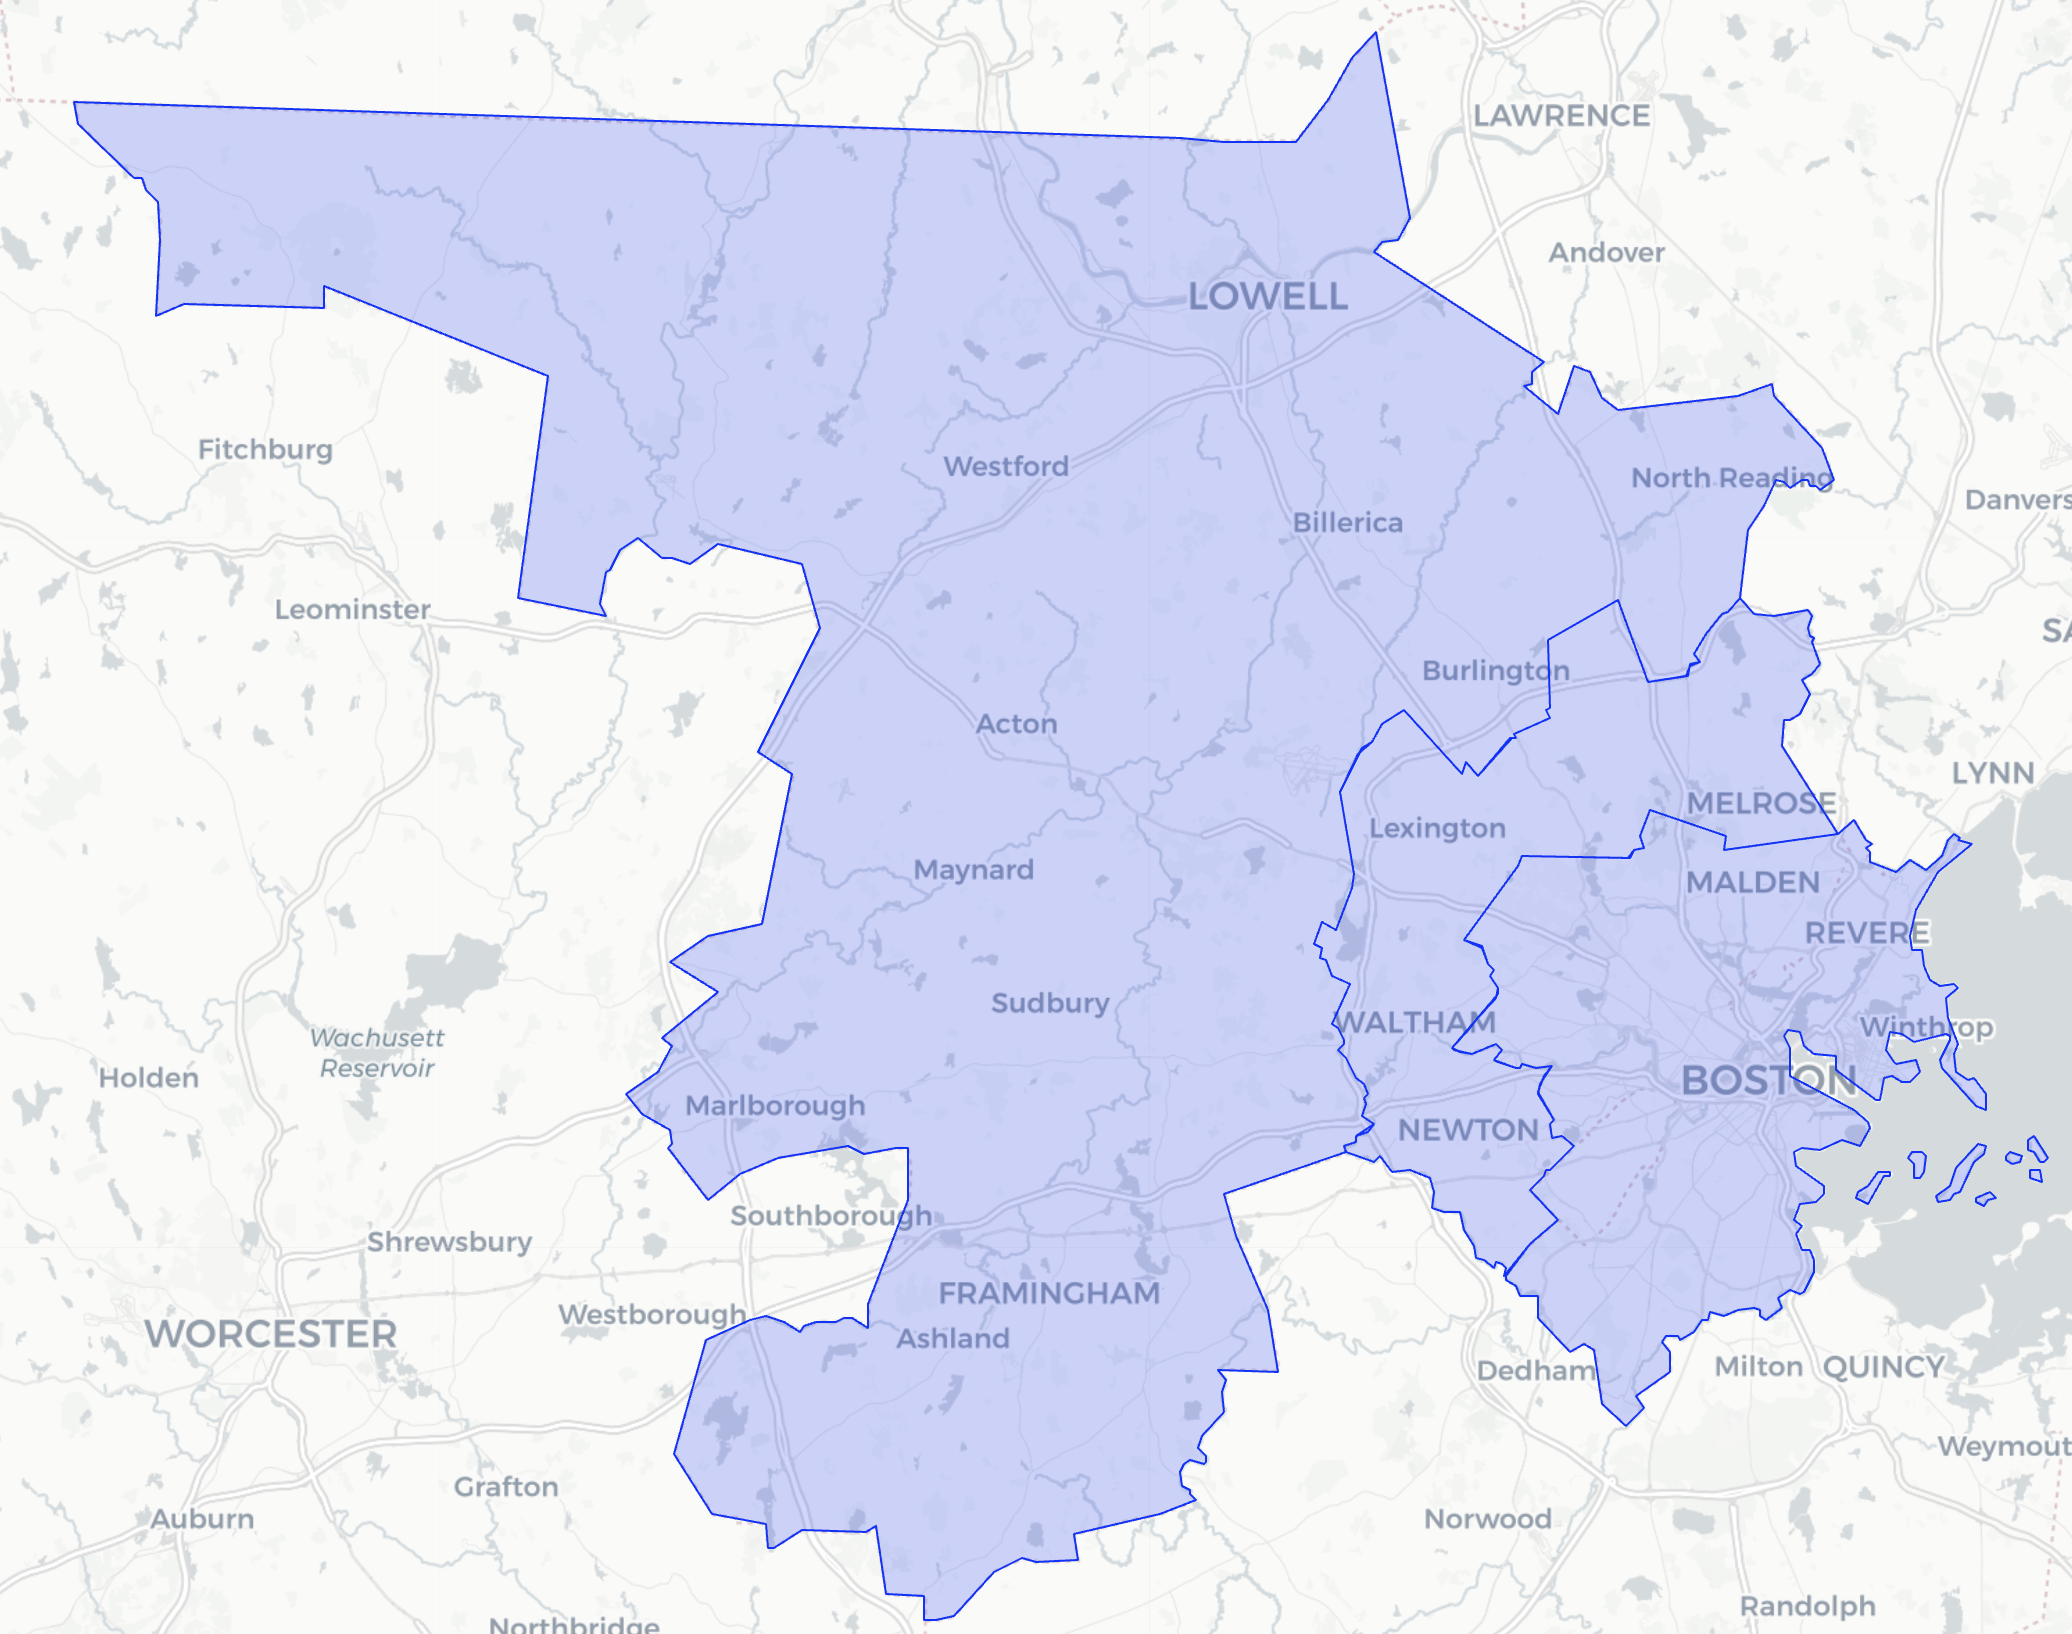 LAWRENCE
Andover
LOWELL
Fitchburg
Westford
North Reading
Danvers
Billerica
Leominster
SA
Burlington
Acton
LYNN
MELROSE
Lexington
Maynard
MALDEN
REVERE
Sudbury
WALTHAM
Winthrop
Wachusett
Reservoir
Holden
BOSTON
Marlborough
NEWTON
Southborough
Shrewsbury
FRAMINGHAM
Westborough
WORCESTER
Ashland
Dedham
Milton
QUINCY
Weymout
Grafton
Auburn
Norwood
Randolph
Northbridge